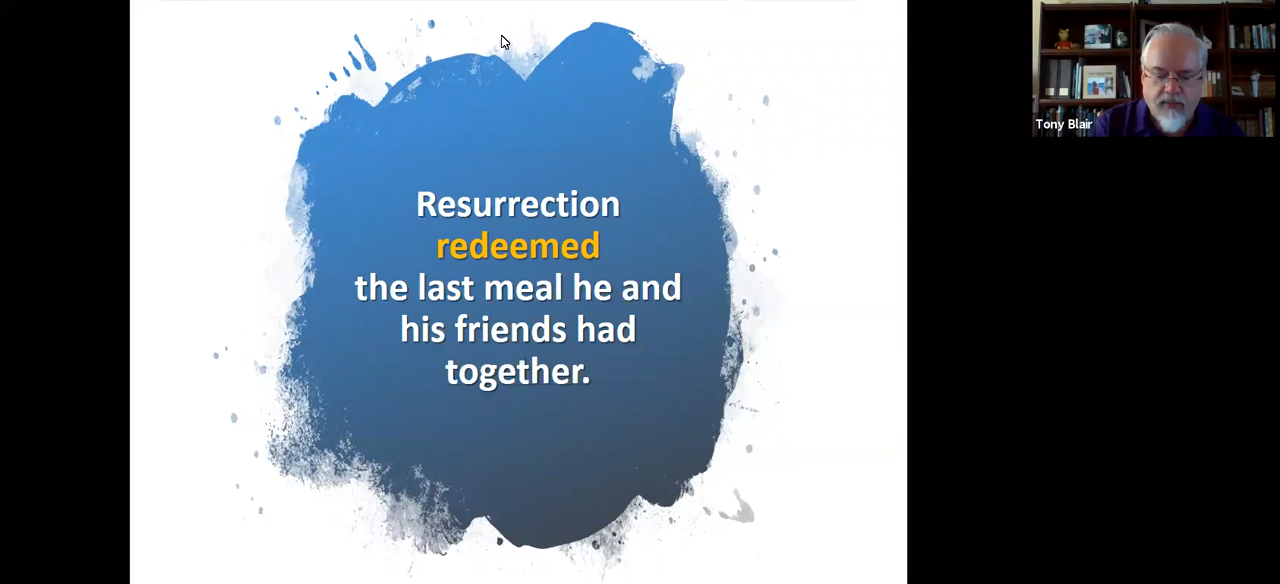 Resurrection
redeemed
the last meal he and
his friends had
together.
Tony Blair